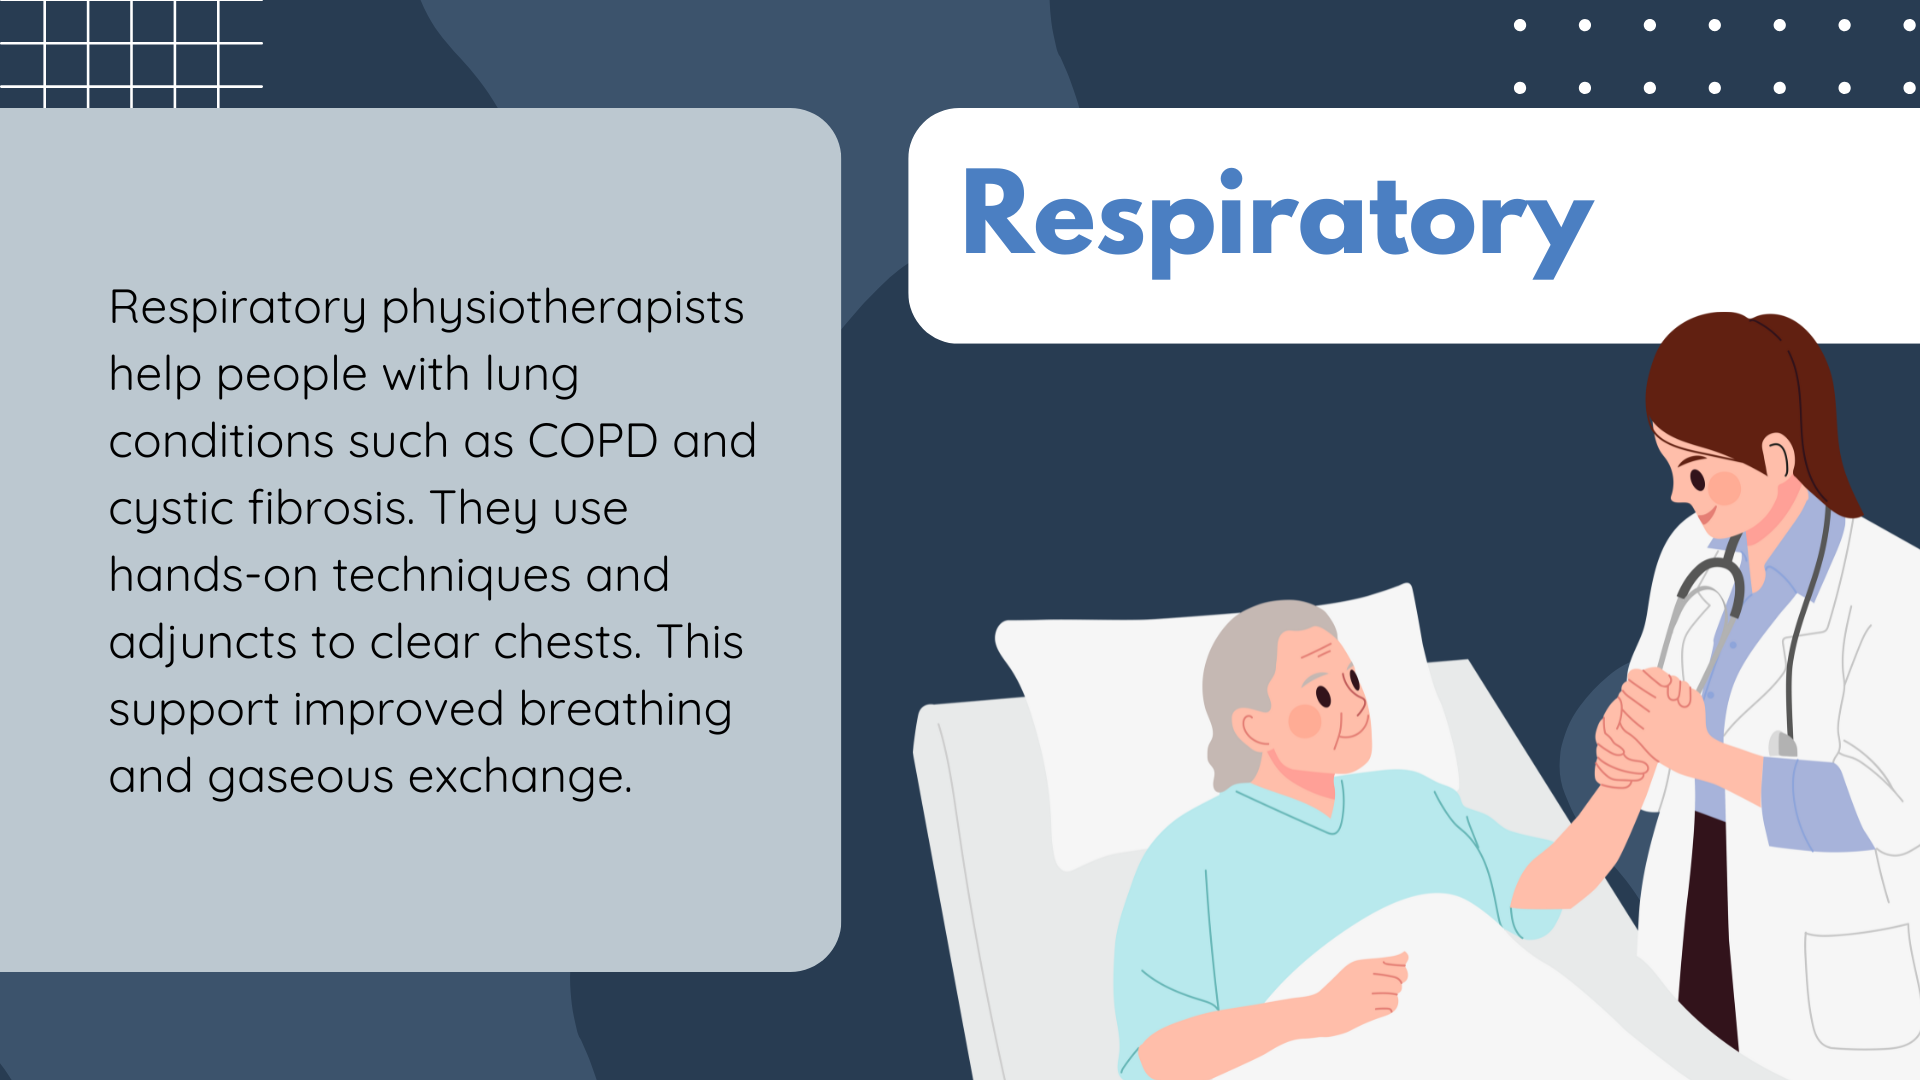 Respiratory
Respiratory physiotherapists
help people with lung
conditions such as COPD and
cystic fibrosis. They use
hands-on techniques and
adjuncts to clear chests. This
support improved breathing
and gaseous exchange.